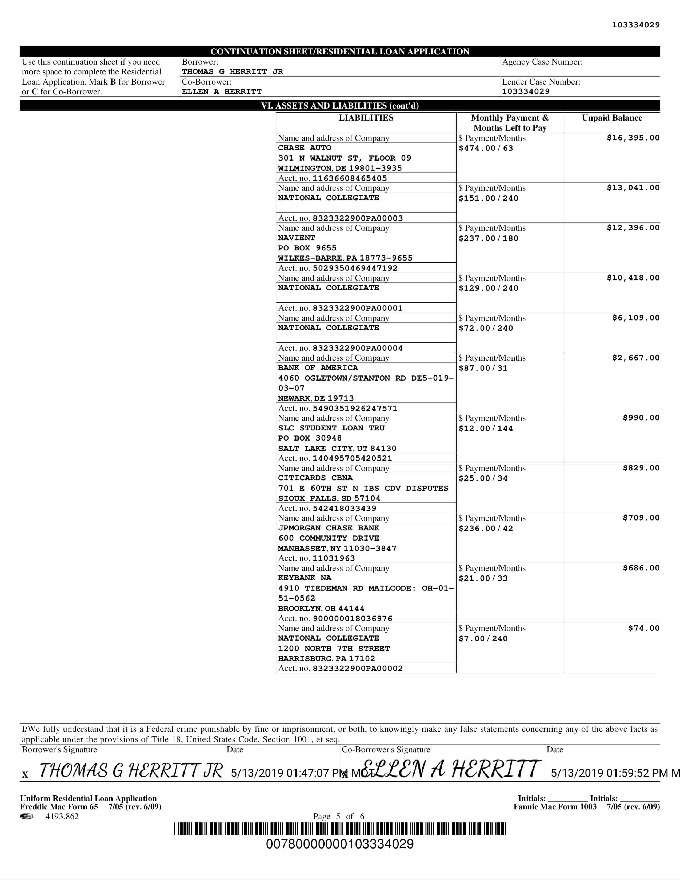 103334029
CONTINUATION SHEET/RESIDENTIAL LOAN APPLICATION
Use this continuation sheet if you need
more space to complete the Residential
Loan Application. Mark B for Borrower
or C for Co-Borrower.
Borrower:
THOMAS G HERRITT JR
Co-Borrower:
ELLEN A HERRITT
Agency Case Number:
Lender Case Number:
103334029
VI. ASSETS AND LIABILITIES (cont'd)
LIABILITIES
Monthly Payment &
Months Left to Pay
Unpaid Balance
Name and address of Company $ Payment/Months $16,395.00
CHASE AUTO $474.00/63
301 N WALNUT ST, FLOOR 09
WILMINGTON, DE 19801-3935
Acct. no. 11636608465405
Name and address of Company $ Payment/Months $13,041.00
NATIONAL COLLEGIATE $151.00/240
Acct. no. 8323322900PA00003
Name and address of Company $ Payment/Months $12,396.00
NAVIENT $237.00/180
PO BOX 9655
WILKES-BARRE, PA 18773-9655
Acct. no. 5029350469447192
Name and address of Company $ Payment/Months $10,418.00
NATIONAL COLLEGIATE $129.00/240
Acct. no. 8323322900PA00001
Name and address of Company $ Payment/Months $6,109.00
NATIONAL COLLEGIATE $72.00/240
Acct. no. 8323322900PA00004
Name and address of Company $ Payment/Months $2,667.00
BANK OF AMERICA $87.00/31
4060 OGLETOWN/STANTON RD DE5-019-
03-07
NEWARK, DE 19713
Acct. no. 5490351926247571
Name and address of Company $ Payment/Months $990.00
SLC STUDENT LOAN TRU $12.00/144
PO BOX 30948
SALT LAKE CITY, UT 84130
Acct. no. 140495705420521
Name and address of Company $ Payment/Months $829.00
CITICARDS CBNA $25.00/34
701 E 60TH ST N IBS CDV DISPUTES
SIOUX FALLS, SD 57104
Acct. no. 542418033439
Name and address of Company $ Payment/Months $709.00
JPMORGAN CHASE BANK $236.00/42
600 COMMUNITY DRIVE
MANHASSET, NY 11030-3847
Acct. no. 11031963
Name and address of Company $ Payment/Months $686.00
KEYBANK NA $21.00/33
4910 TIEDEMAN RD MAILCODE: OH-01-
51-0562
BROOKLYN, OH 44144
Acct. no. 900000018036976
Name and address of Company $ Payment/Months $74.00
NATIONAL COLLEGIATE $7.00/240
1200 NORTH 7TH STREET
HARRISBURG, PA 17102
Acct. no. 8323322900PA00002
I/We fully understand that it is a Federal crime punishable by fine or imprisonment, or both, to knowingly make any false statements concerning any of the above facts as
applicable under the provisions of Title 18, United States Code, Section 1001, et seq.
Borrower's Signature Date Co-Borrower's Signature Date
X THOMAS G HERRITT JR 5/13/2019 01:47:07 PM ELLEN A HERRITT 5/13/2019 01:59:52 PM M
Uniform Residential Loan Application Initials: Initials:
Freddie Mac Form 65 7/05 (rev. 6/09) Fannie Mae Form 1003 7/05 (rev. 6/09)
4193.862 Page 5 of 6
00780000000103334029